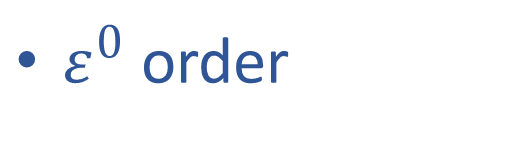 • ε⁰ order